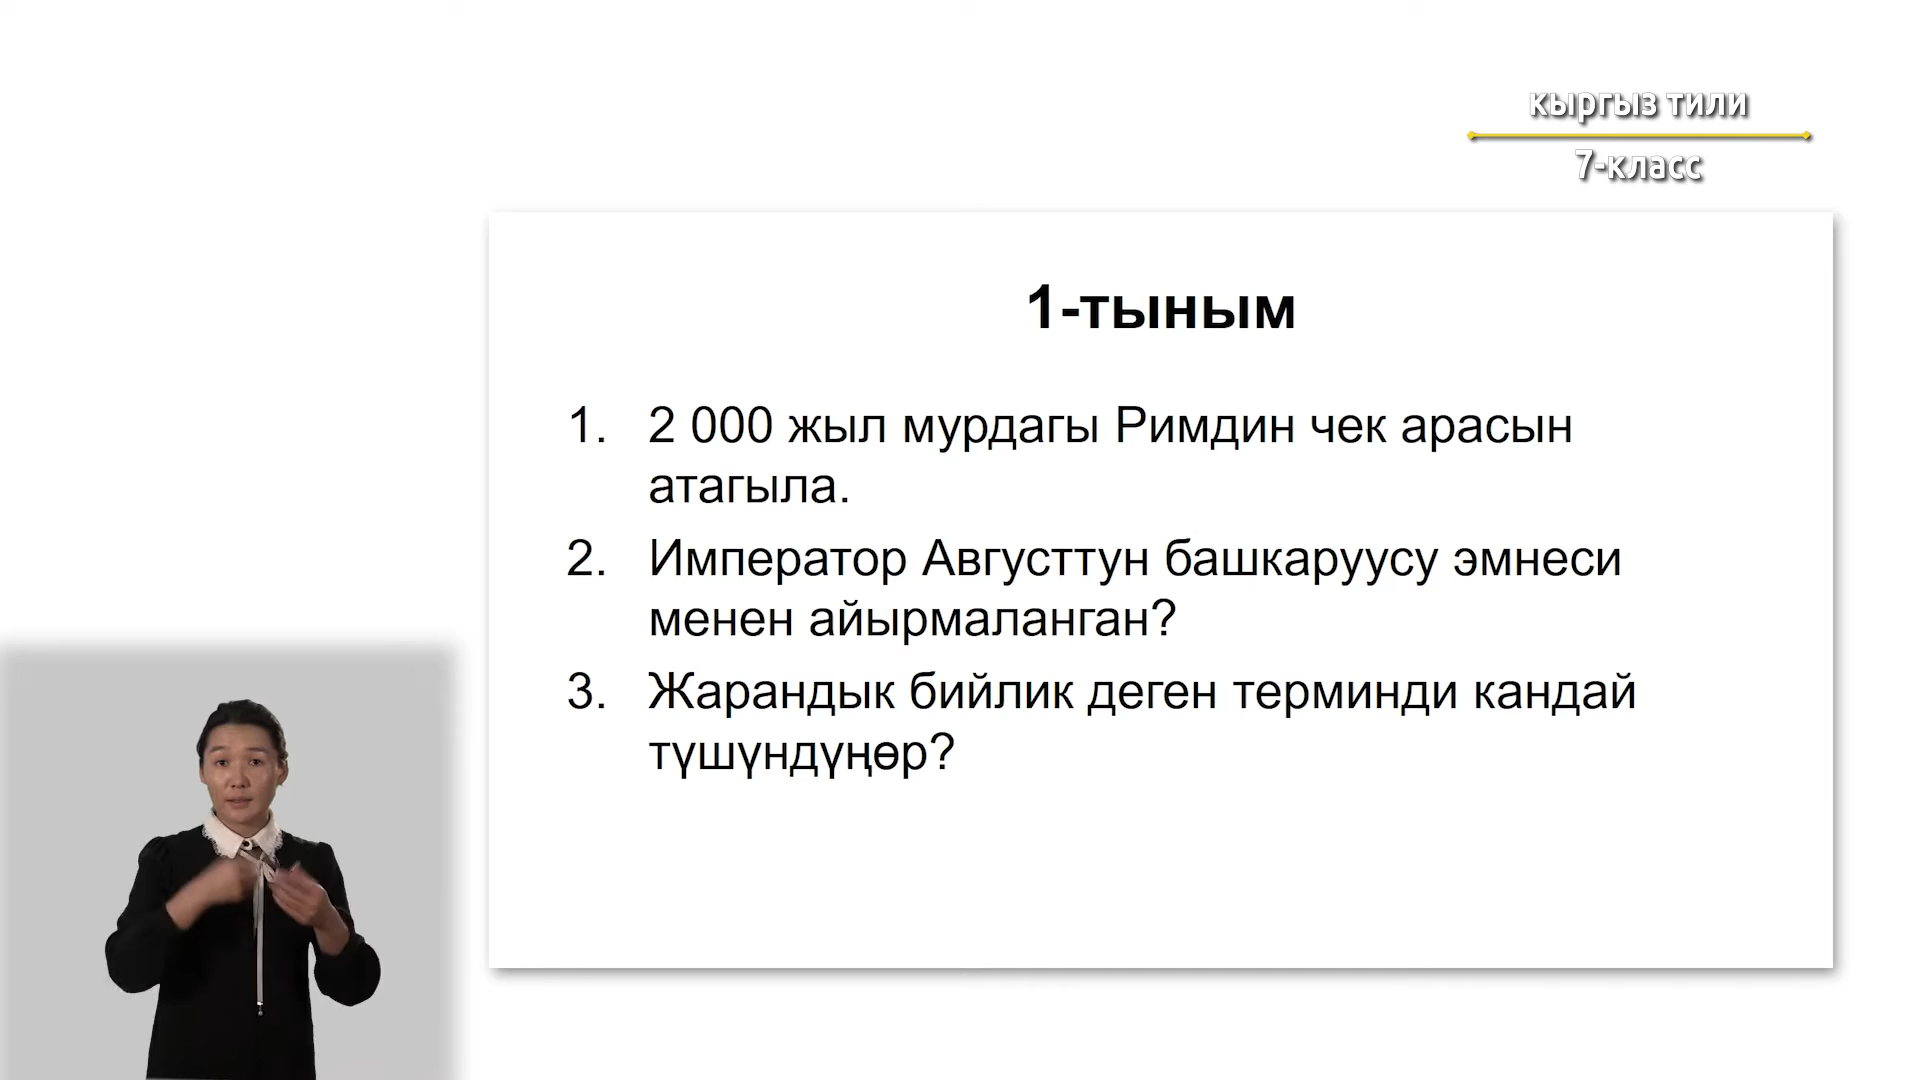 кыргыз тили
7-класс
1-тыным
1. 2 000 жыл мурдагы Римдин чек арасын
атагыла.
2. Император Августтун башкаруусу эмнеси
менен айырмаланган?
3. Жарандык бийлик деген терминди кандай
түшүндүңөр?